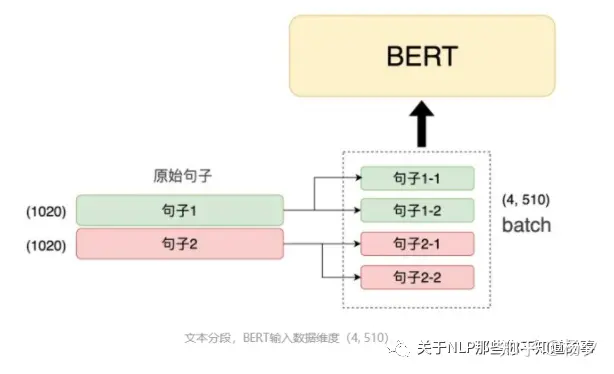 BERT
原始句子
(1020) 句子1
(1020) 句子2
句子1-1
句子1-2
句子2-1
句子2-2
(4, 510)
batch
文本分段，BERT输入数据维度（4, 510）
关于NLP那些你不知道的事